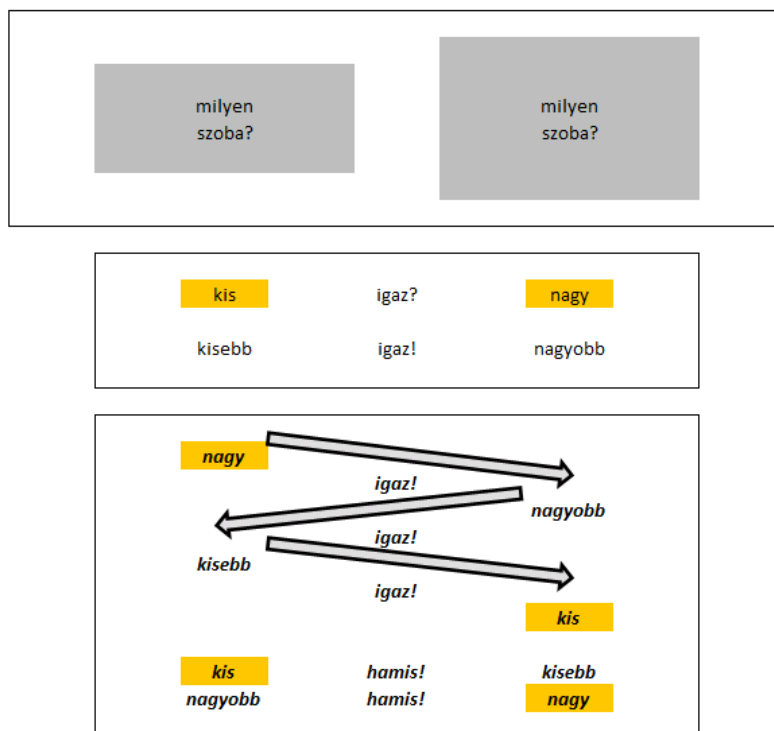 milyen
szoba?
milyen
szoba?
kis igaz? nagy
kisebb igaz! nagyobb
nagy
igaz!
nagyobb
igaz!
kisebb
igaz!
kis
kis hamis! kisebb
nagyobb hamis! nagy